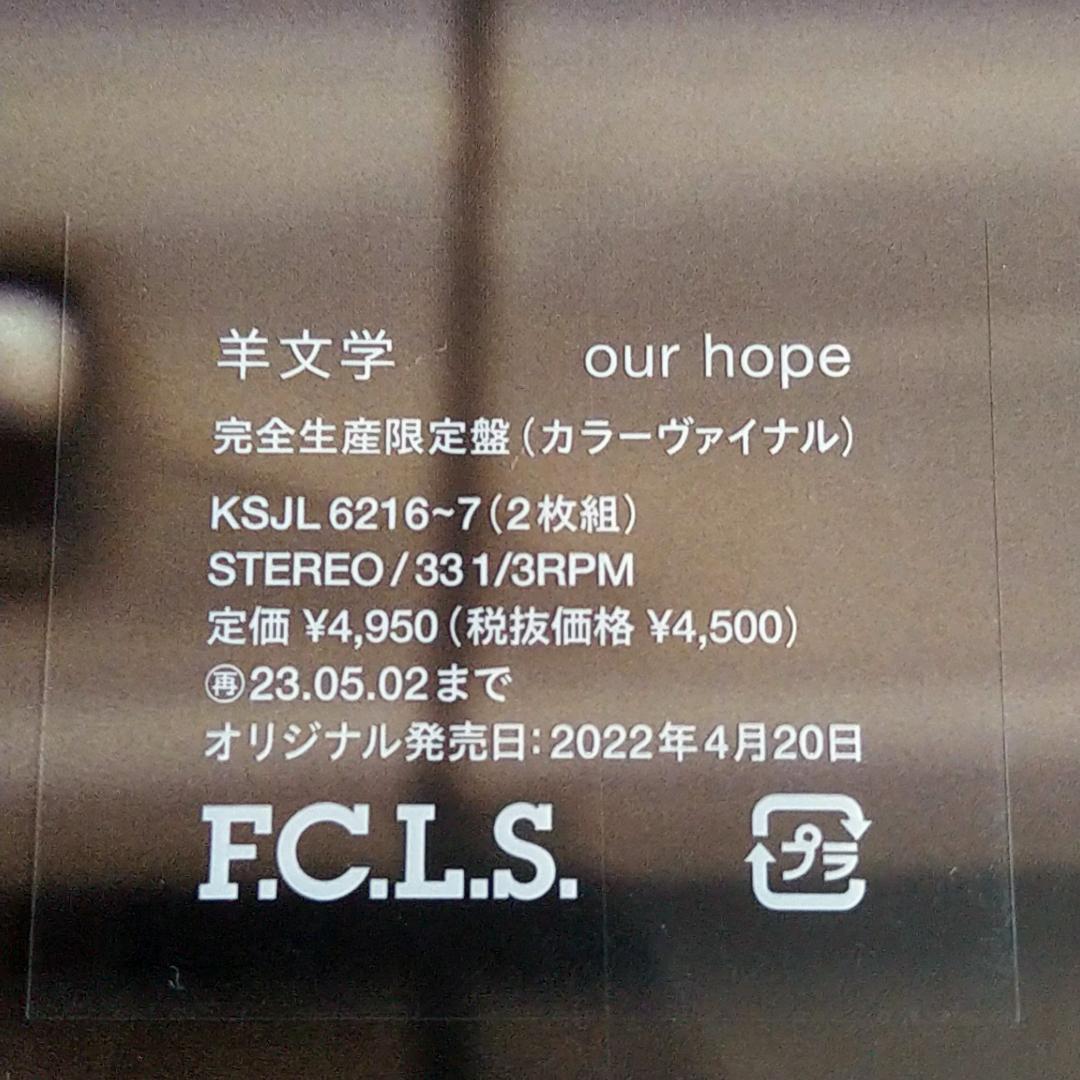 羊文学 our hope
完全生産限定盤(カラーヴァイナル)
KSJL 6216~7(2枚組)
STEREO/33 1/3RPM
定価 ¥4,950(税抜価格 ¥4,500)
㊞23.05.02まで
オリジナル発売日:2022年4月20日
F.C.L.S. プラ